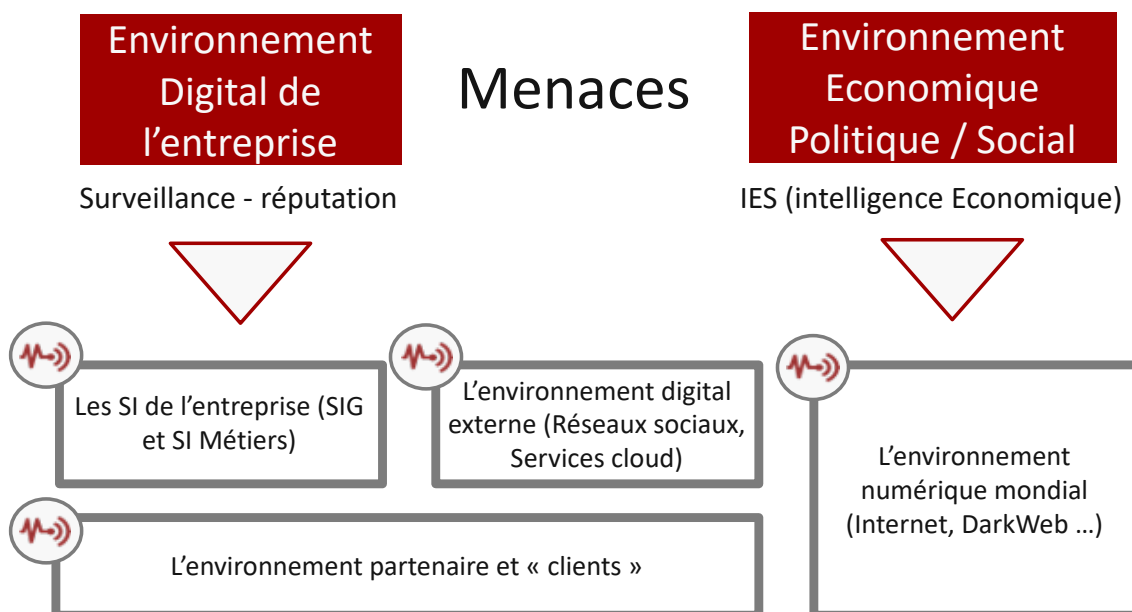 Environnement
Digital de
l’entreprise
Menaces
Environnement
Economique
Politique / Social
Surveillance - réputation
IES (intelligence Economique)
Les SI de l’entreprise (SIG
et SI Métiers)
L’environnement digital
externe (Réseaux sociaux,
Services cloud)
L’environnement
numérique mondial
(Internet, DarkWeb …)
L’environnement partenaire et « clients »